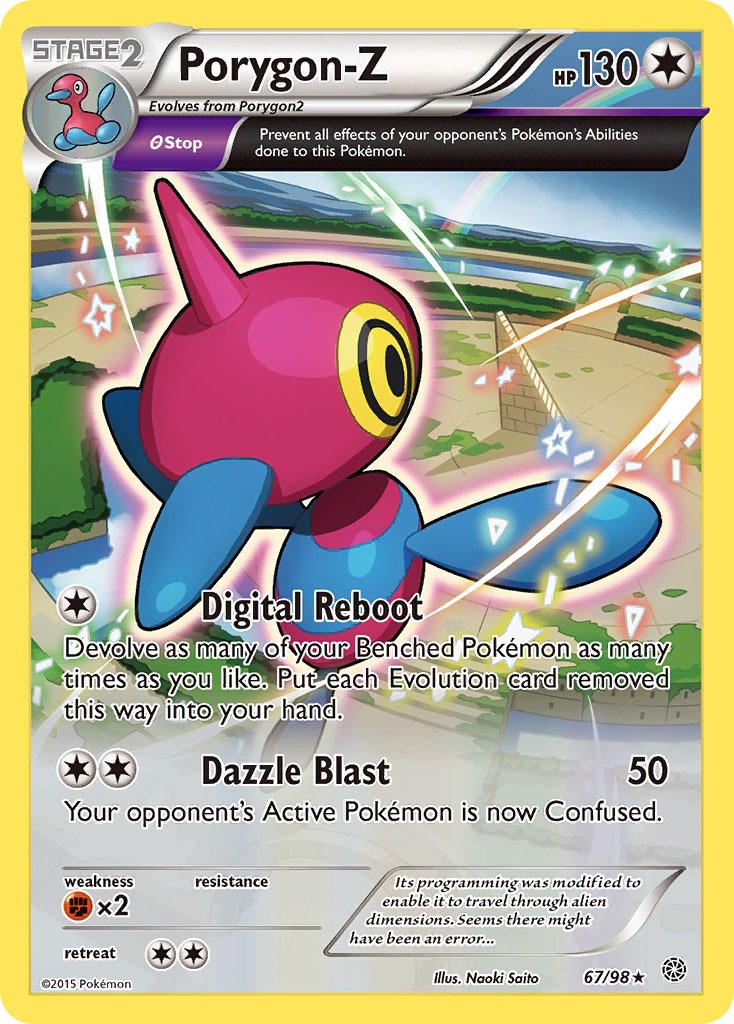 STAGE2
Porygon-Z
HP130
Evolves from Porygon2
θStop
Prevent all effects of your opponent's Pokémon's Abilities
done to this Pokémon.
Digital Reboot
Devolve as many of your Benched Pokémon as many
times as you like. Put each Evolution card removed
this way into your hand.
Dazzle Blast 50
Your opponent's Active Pokémon is now Confused.
weakness resistance
×2
retreat
Its programming was modified to
enable it to travel through alien
dimensions. Seems there might
have been an error...
©2015 Pokémon
Illus. Naoki Saito
67/98★